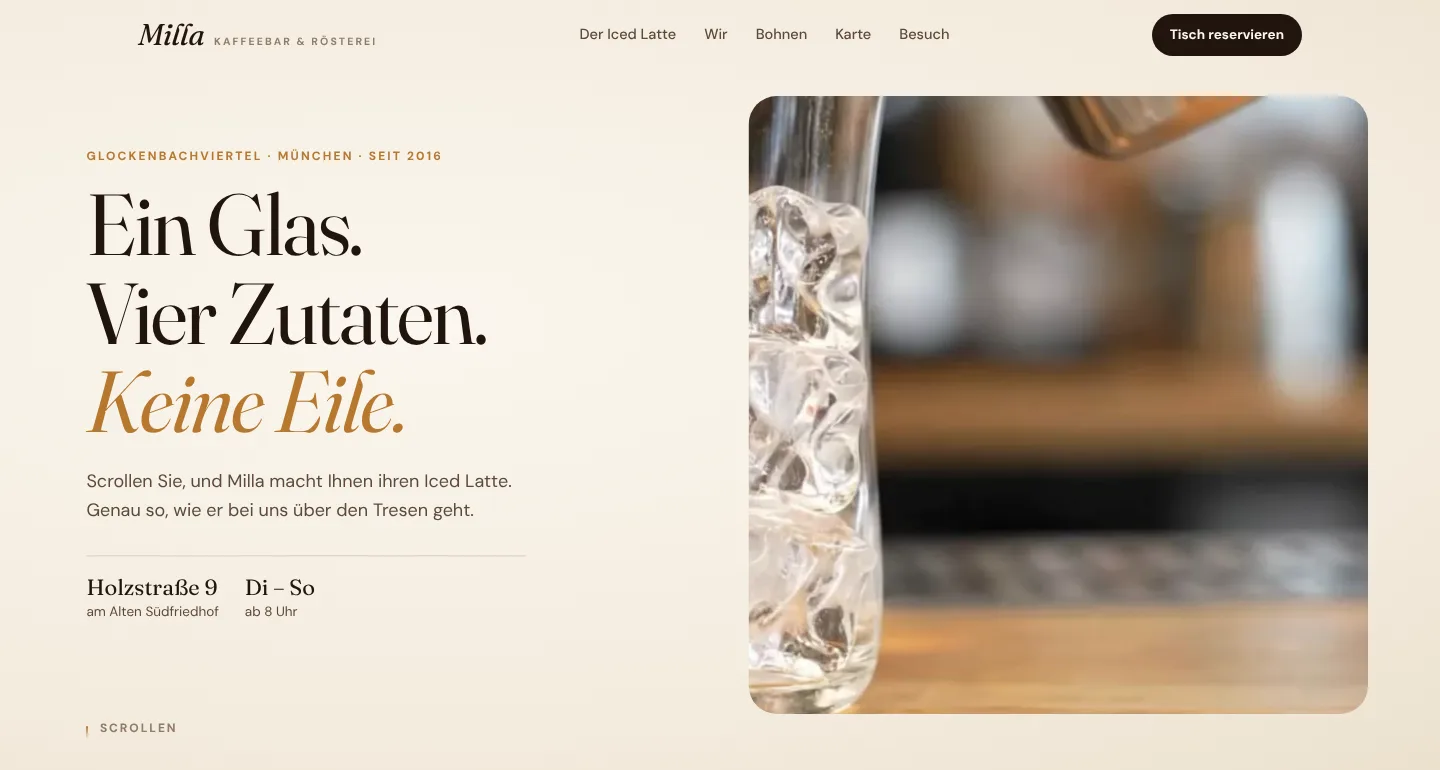 Milla KAFFEEBAR & RÖSTEREI
Der Iced Latte Wir Bohnen Karte Besuch
Tisch reservieren
GLOCKENBACHVIERTEL · MÜNCHEN · SEIT 2016
Ein Glas.
Vier Zutaten.
Keine Eile.
Scrollen Sie, und Milla macht Ihnen ihren Iced Latte.
Genau so, wie er bei uns über den Tresen geht.
Holzstraße 9
am Alten Südfriedhof
Di – So
ab 8 Uhr
SCROLLEN